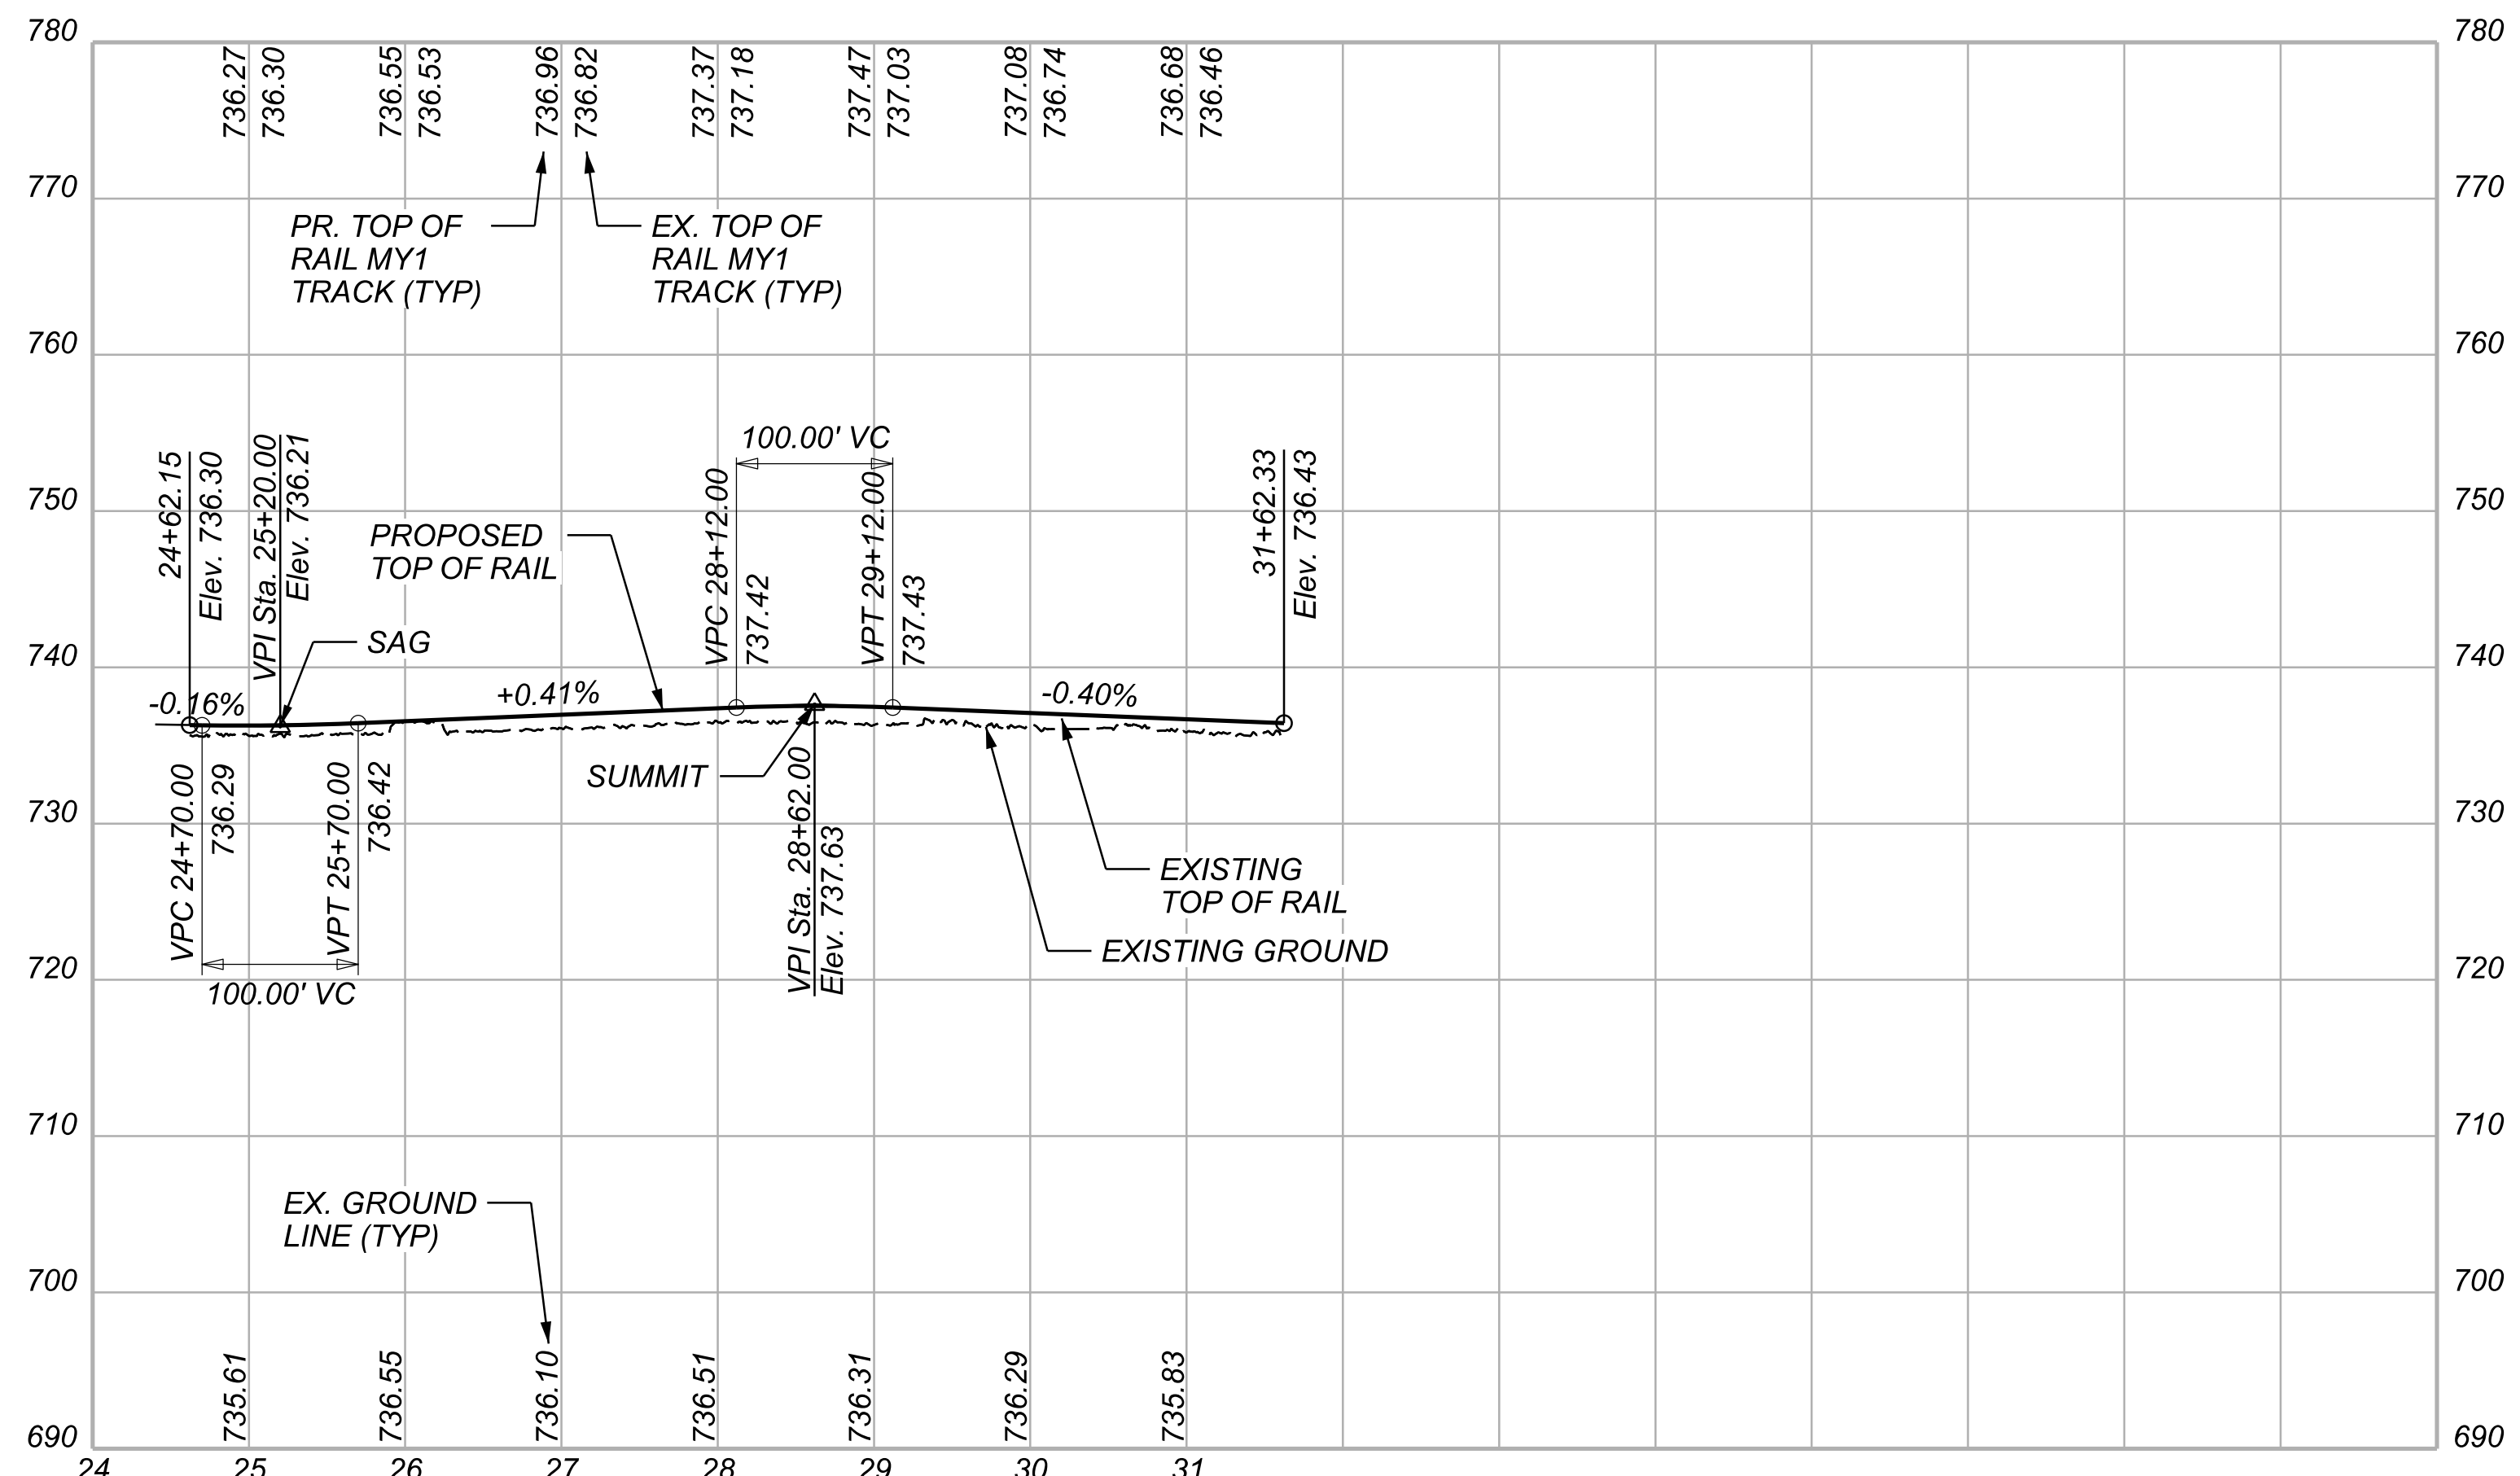 780
780
736.27
736.30
736.55
736.53
736.96
736.82
737.37
737.18
737.47
737.03
737.08
736.74
736.68
736.46
770
770
PR. TOP OF
RAIL MY1
TRACK (TYP)
EX. TOP OF
RAIL MY1
TRACK (TYP)
760
760
100.00' VC
24+62.15
Elev. 736.30
VPI Sta. 25+20.00
Elev. 736.21
VPC 28+12.00
737.42
VPT 29+12.00
737.43
31+62.33
Elev. 736.43
750
750
PROPOSED
TOP OF RAIL
SAG
740
740
-0.16%
+0.41%
-0.40%
SUMMIT
VPC 24+70.00
736.29
VPT 25+70.00
736.42
VPI Sta. 28+62.00
Elev. 737.63
730
730
EXISTING
TOP OF RAIL
EXISTING GROUND
720
720
100.00' VC
710
710
EX. GROUND
LINE (TYP)
700
700
735.61
736.55
736.10
736.51
736.31
736.29
735.83
690
690
24
25
26
27
28
29
30
31